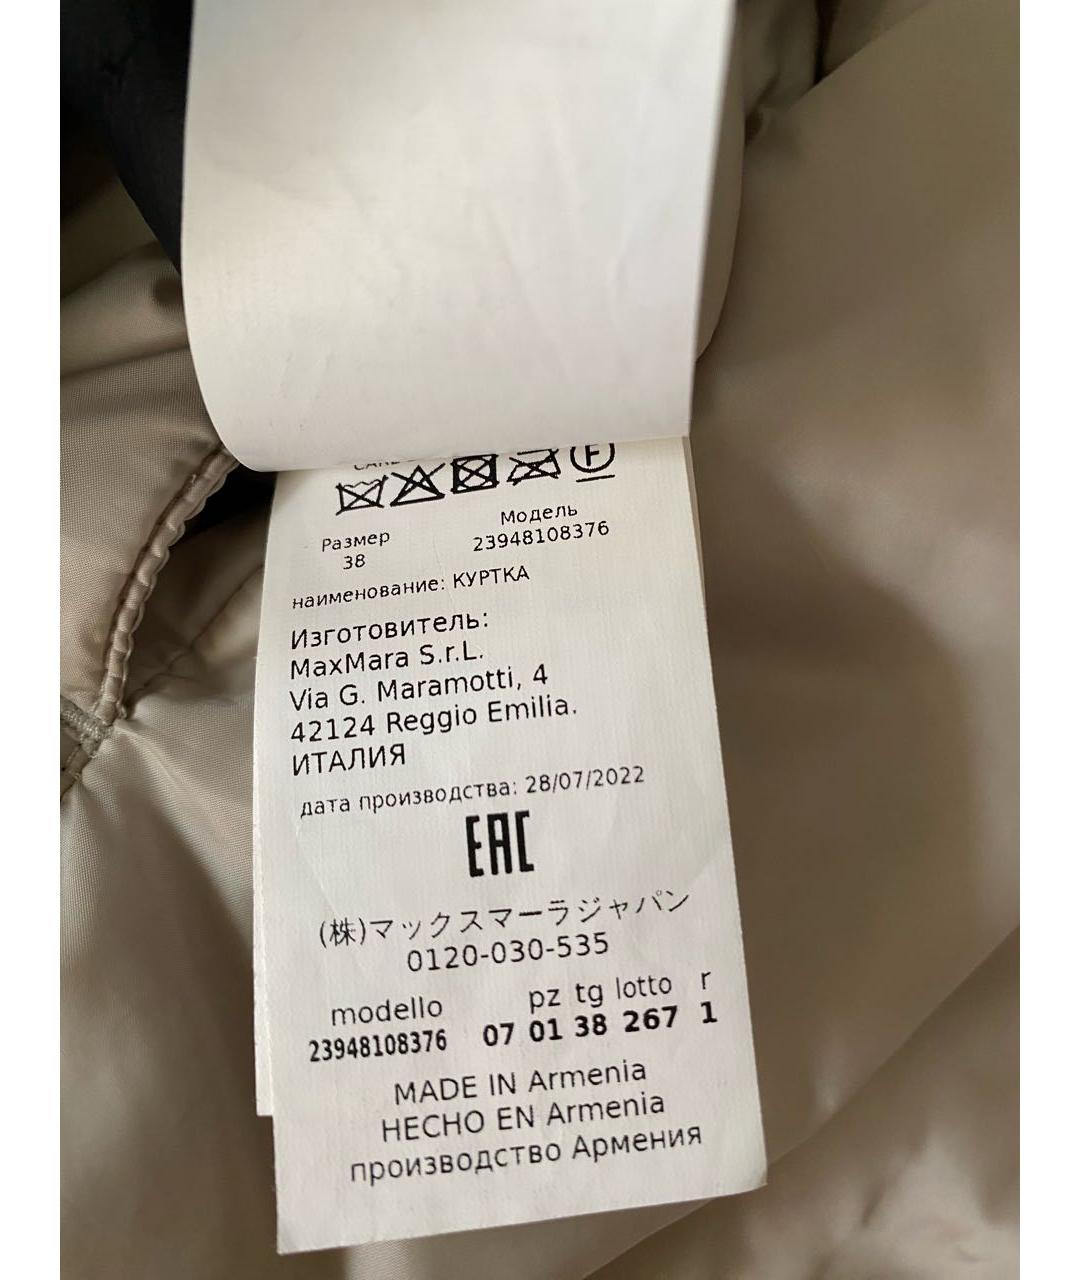 F
Размер Модель
38 23948108376
наименование: КУРТКА
Изготовитель:
MaxMara S.r.L.
Via G. Maramotti, 4
42124 Reggio Emilia.
ИТАЛИЯ
дата производства: 28/07/2022
EAC
(株)マックスマーラジャパン
0120-030-535
modello pz tg lotto r
23948108376 07 01 38 267 1
MADE IN Armenia
HECHO EN Armenia
производство Армения